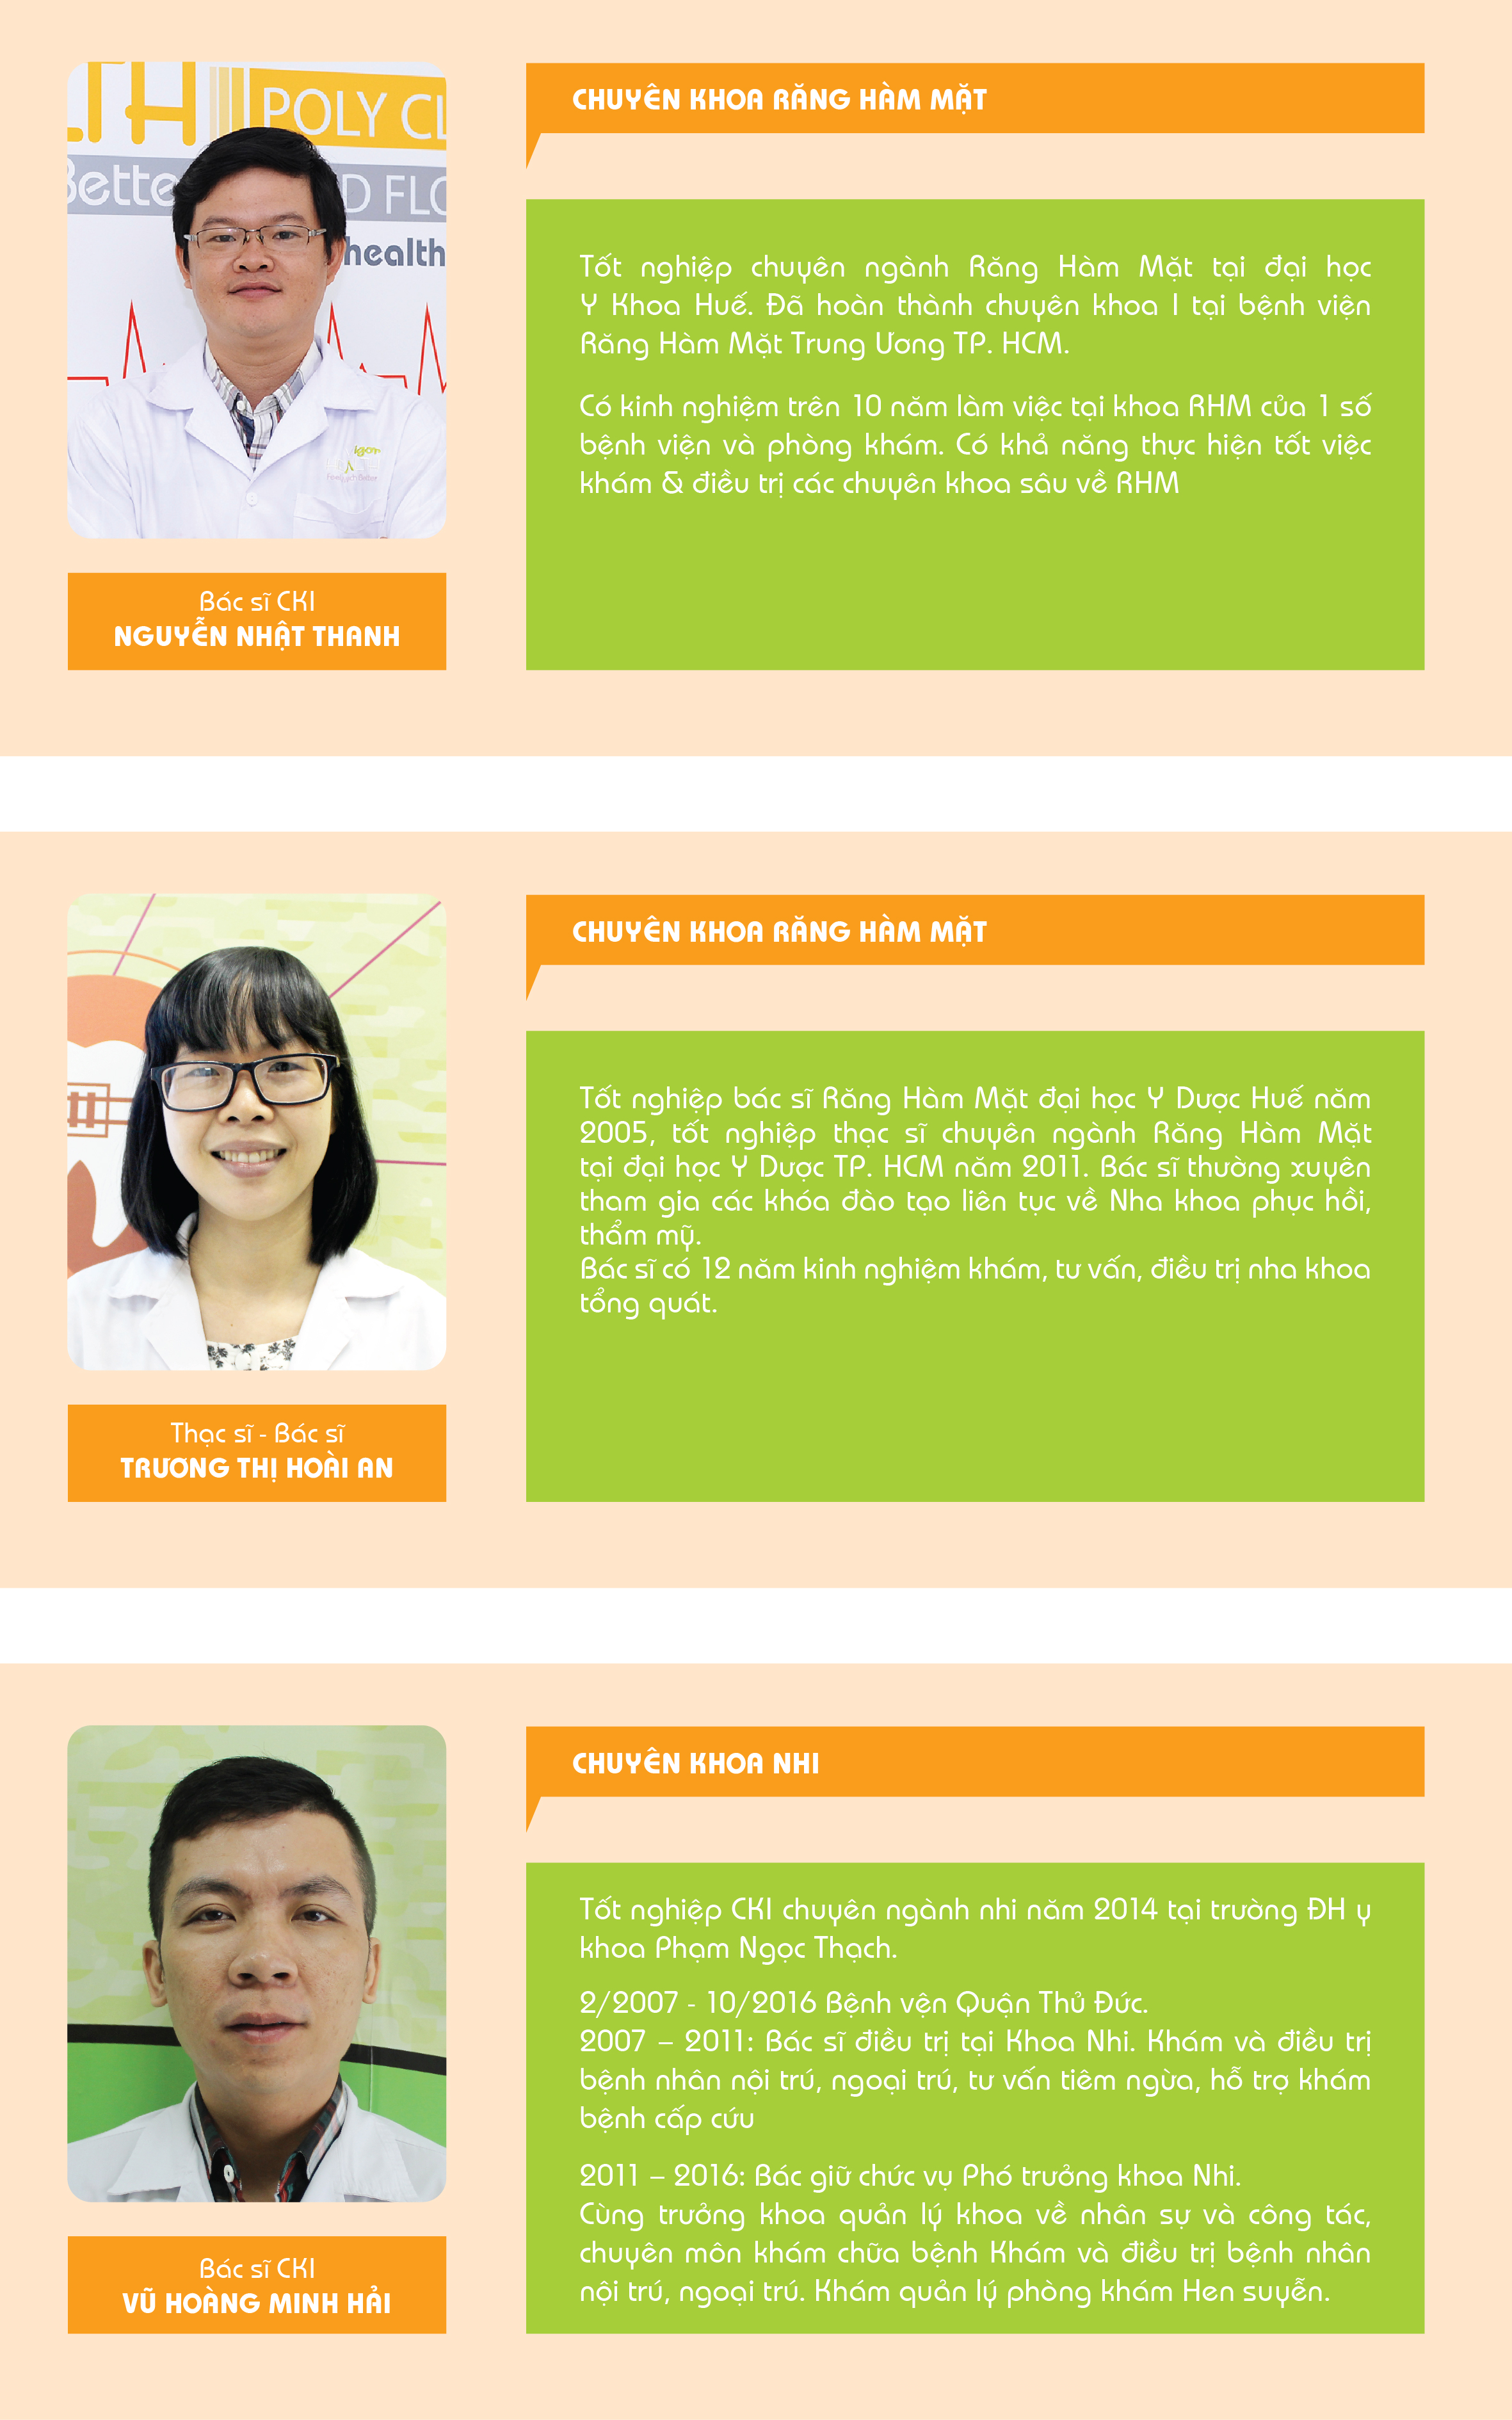 LTH POLY CL
Bette D FLO
health
igor
CHUYÊN KHOA RĂNG HÀM MẶT
Tốt nghiệp chuyên ngành Răng Hàm Mặt tại đại học
Y Khoa Huế. Đã hoàn thành chuyên khoa I tại bệnh viện
Răng Hàm Mặt Trung Ương TP. HCM.
Có kinh nghiệm trên 10 năm làm việc tại khoa RHM của 1 số
bệnh viện và phòng khám. Có khả năng thực hiện tốt việc
khám & điều trị các chuyên khoa sâu về RHM
Bác sĩ CKI
NGUYỄN NHẬT THANH
CHUYÊN KHOA RĂNG HÀM MẶT
Tốt nghiệp bác sĩ Răng Hàm Mặt đại học Y Dược Huế năm
2005, tốt nghiệp thạc sĩ chuyên ngành Răng Hàm Mặt
tại đại học Y Dược TP. HCM năm 2011. Bác sĩ thường xuyên
tham gia các khóa đào tạo liên tục về Nha khoa phục hồi,
thẩm mỹ.
Bác sĩ có 12 năm kinh nghiệm khám, tư vấn, điều trị nha khoa
tổng quát.
Thạc sĩ - Bác sĩ
TRƯƠNG THỊ HOÀI AN
CHUYÊN KHOA NHI
Tốt nghiệp CKI chuyên ngành nhi năm 2014 tại trường ĐH y
khoa Phạm Ngọc Thạch.
2/2007 - 10/2016 Bệnh vện Quận Thủ Đức.
2007 – 2011: Bác sĩ điều trị tại Khoa Nhi. Khám và điều trị
bệnh nhân nội trú, ngoại trú, tư vấn tiêm ngừa, hỗ trợ khám
bệnh cấp cứu
2011 – 2016: Bác giữ chức vụ Phó trưởng khoa Nhi.
Cùng trưởng khoa quản lý khoa về nhân sự và công tác,
chuyên môn khám chữa bệnh Khám và điều trị bệnh nhân
nội trú, ngoại trú. Khám quản lý phòng khám Hen suyễn.
Bác sĩ CKI
VŨ HOÀNG MINH HẢI